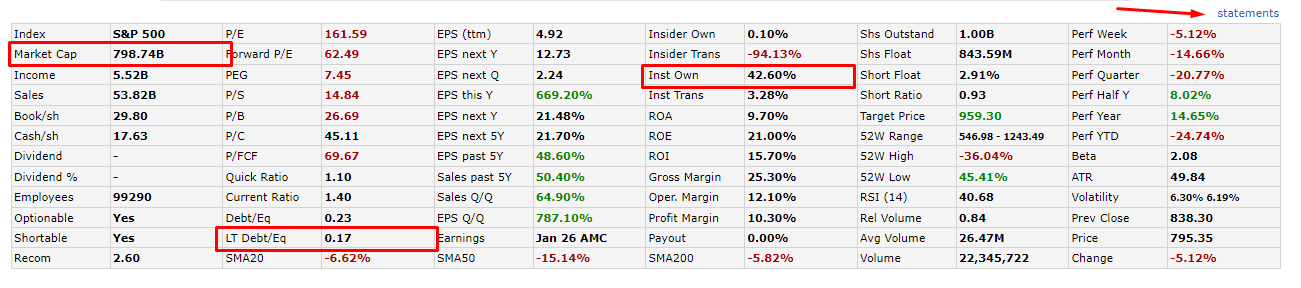 statements
Index S&P 500 P/E 161.59 EPS (ttm) 4.92 Insider Own 0.10% Shs Outstand 1.00B Perf Week -5.12%
Market Cap 798.74B Forward P/E 62.49 EPS next Y 12.73 Insider Trans -94.13% Shs Float 843.59M Perf Month -14.66%
Income 5.52B PEG 7.45 EPS next Q 2.24 Inst Own 42.60% Short Float 2.91% Perf Quarter -20.77%
Sales 53.82B P/S 14.84 EPS this Y 669.20% Inst Trans 3.28% Short Ratio 0.93 Perf Half Y 8.02%
Book/sh 29.80 P/B 26.69 EPS next Y 21.48% ROA 9.70% Target Price 959.30 Perf Year 14.65%
Cash/sh 17.63 P/C 45.11 EPS next 5Y 21.70% ROE 21.00% 52W Range 546.98 - 1243.49 Perf YTD -24.74%
Dividend - P/FCF 69.67 EPS past 5Y 48.60% ROI 15.70% 52W High -36.04% Beta 2.08
Dividend % - Quick Ratio 1.10 Sales past 5Y 50.40% Gross Margin 25.30% 52W Low 45.41% ATR 49.84
Employees 99290 Current Ratio 1.40 Sales Q/Q 64.90% Oper. Margin 12.10% RSI (14) 40.68 Volatility 6.30% 6.19%
Optionable Yes Debt/Eq 0.23 EPS Q/Q 787.10% Profit Margin 10.30% Rel Volume 0.84 Prev Close 838.30
Shortable Yes LT Debt/Eq 0.17 Earnings Jan 26 AMC Payout 0.00% Avg Volume 26.47M Price 795.35
Recom 2.60 SMA20 -6.62% SMA50 -15.14% SMA200 -5.82% Volume 22,345,722 Change -5.12%